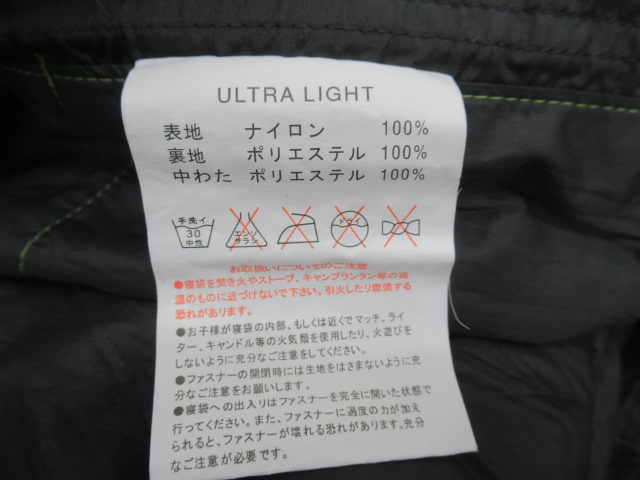 ULTRA LIGHT
表地 ナイロン 100%
裏地 ポリエステル 100%
中わた ポリエステル 100%
手洗イ
30
中性
エンソ
サラシ
ドライ
お取扱いについてのご注意
●寝袋を焚き火やストーブ、キャンプランタン等の高
温のものに近づけないで下さい。引火したり燃焼する
恐れがあります。
●お子様が寝袋の内部、もしくは近くでマッチ、ライ
ター、キャンドル等の火気類を使用したり、火遊びを
しないように充分なご注意をしてください。
●ファスナーの開閉時には生地をはさまないように充
分なご注意をお願いします。
●寝袋への出入りはファスナーを完全に開いた状態で
行ってください。また、ファスナーに過度の力が加え
られると、ファスナーが壊れる恐れがあります。充分
なご注意が必要です。